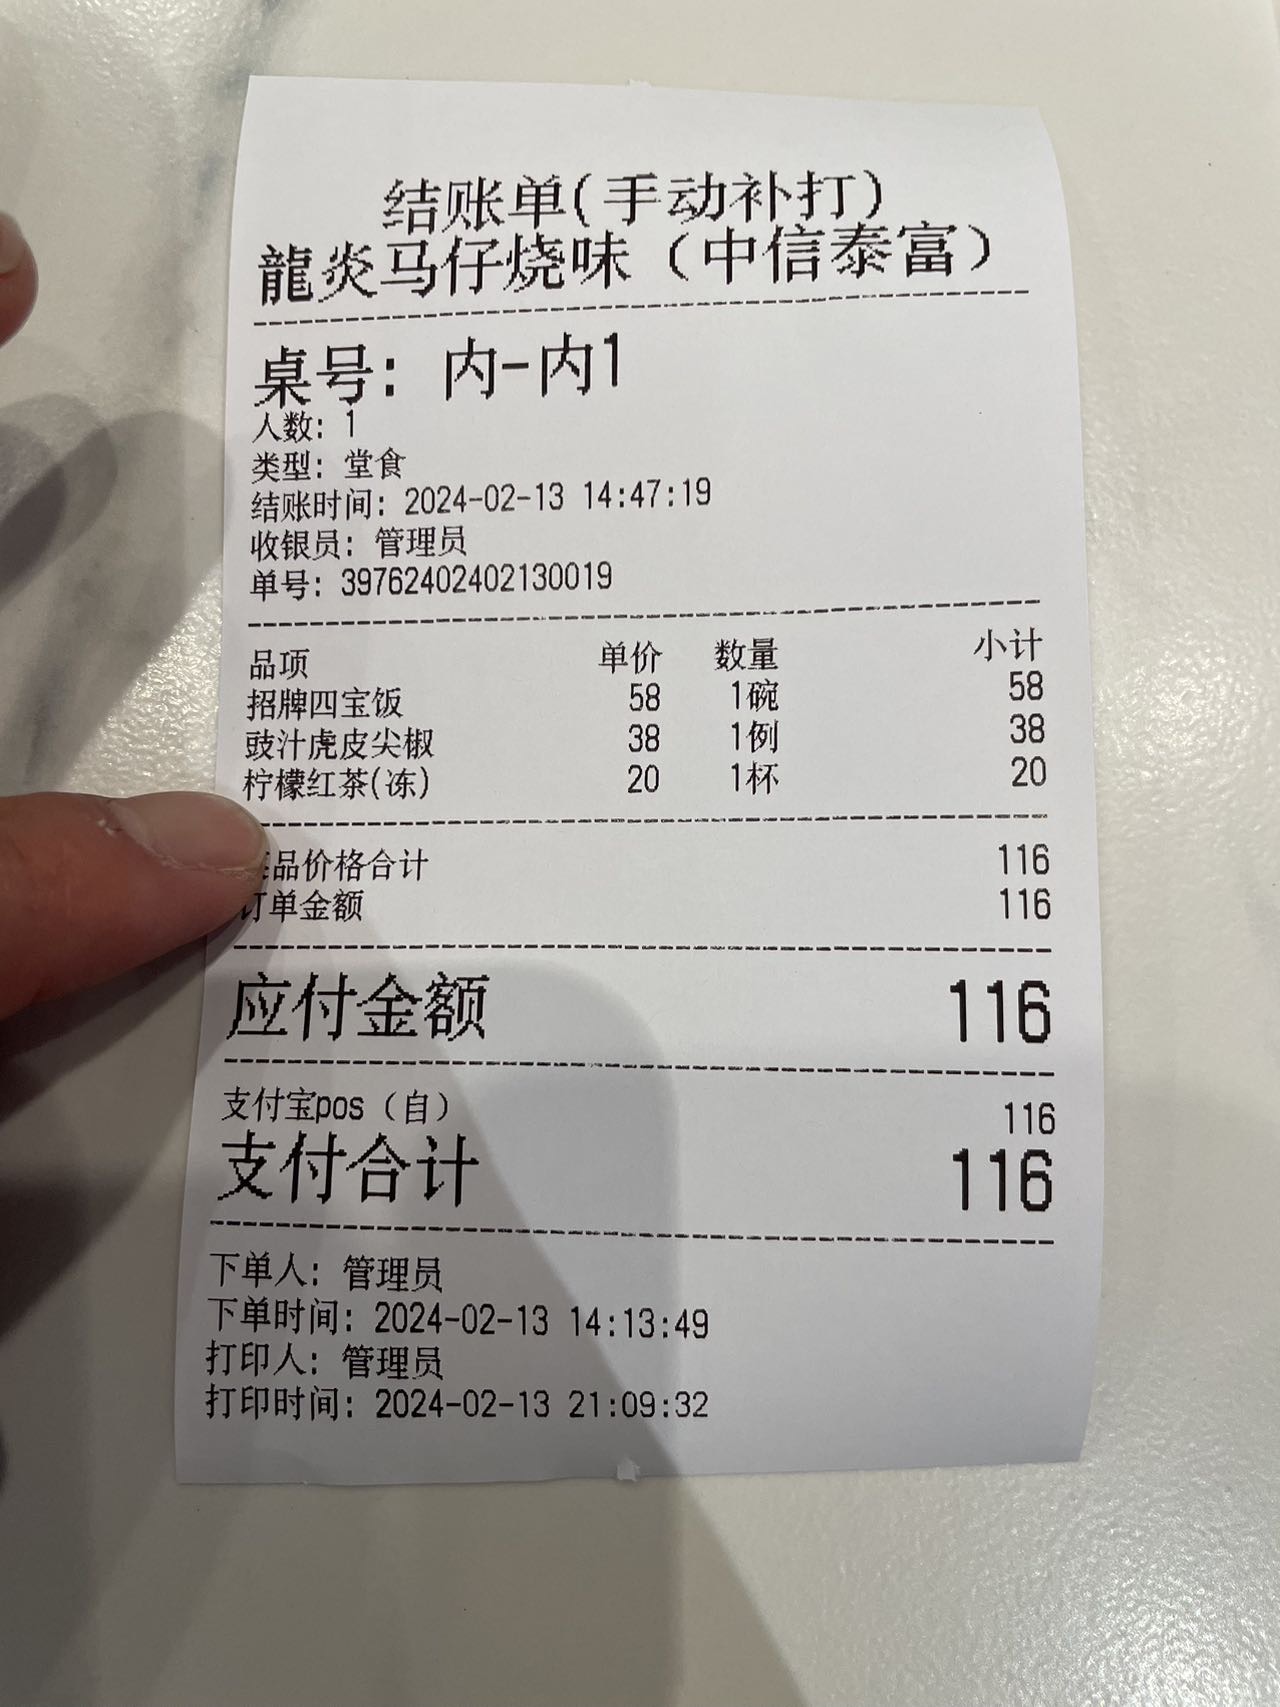 结账单(手动补打)
龍炎马仔烧味（中信泰富）
桌号: 内-内1
人数: 1
类型: 堂食
结账时间: 2024-02-13 14:47:19
收银员: 管理员
单号: 39762402402130019
品项 单价 数量 小计
招牌四宝饭 58 1碗 58
豉汁虎皮尖椒 38 1例 38
柠檬红茶(冻) 20 1杯 20
品价格合计 116
订单金额 116
应付金额 116
支付宝pos（自） 116
支付合计 116
下单人: 管理员
下单时间: 2024-02-13 14:13:49
打印人: 管理员
打印时间: 2024-02-13 21:09:32